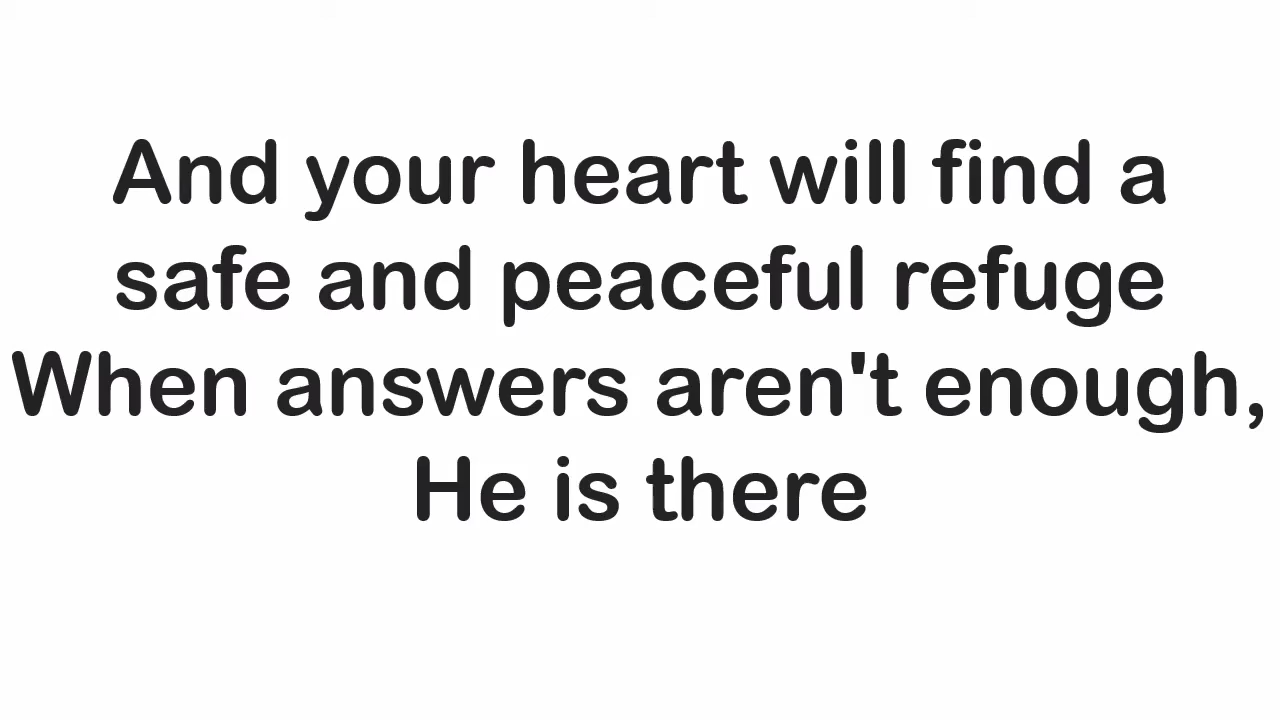 And your heart will find a
safe and peaceful refuge
When answers aren't enough,
He is there